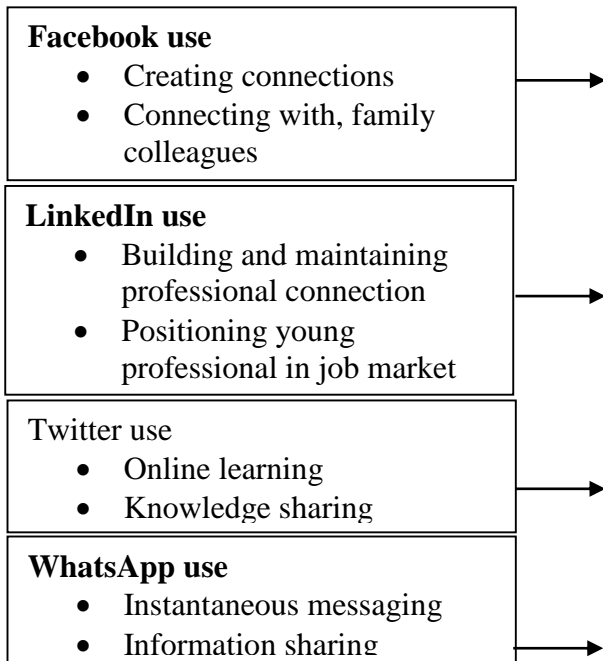 Facebook use
• Creating connections
• Connecting with, family
colleagues
LinkedIn use
• Building and maintaining
professional connection
• Positioning young
professional in job market
Twitter use
• Online learning
• Knowledge sharing
WhatsApp use
• Instantaneous messaging
• Information sharing